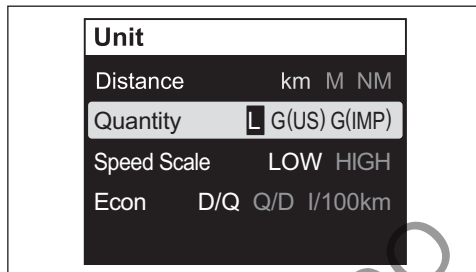 Unit
Distance km M NM
Quantity L G(US) G(IMP)
Speed Scale LOW HIGH
Econ D/Q Q/D l/100km